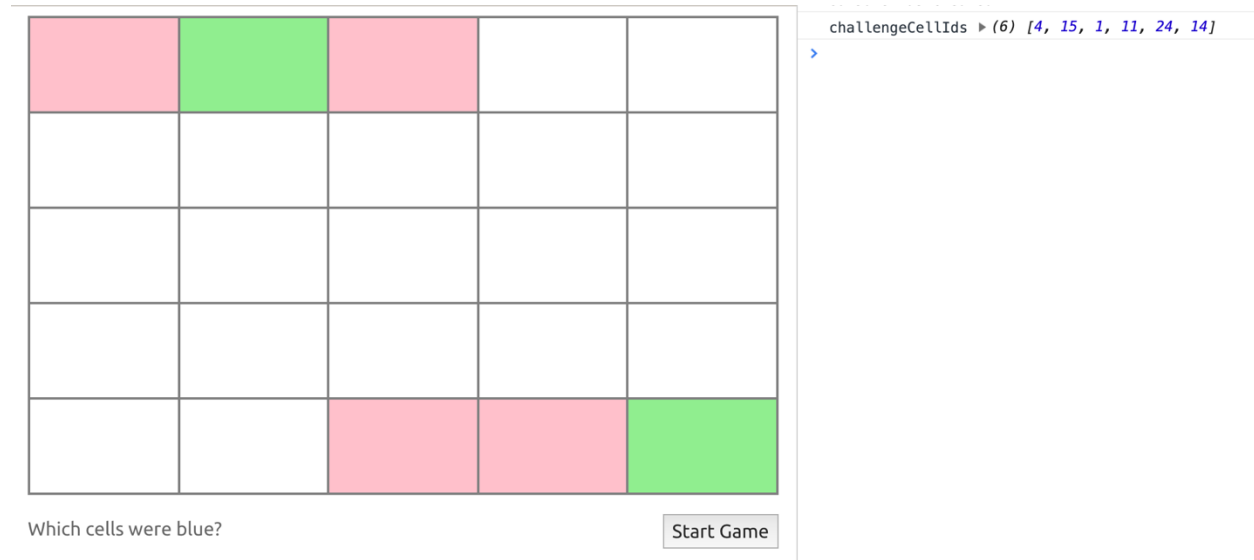 challengeCellIds ▶ (6) [4, 15, 1, 11, 24, 14]
Which cells were blue?
Start Game